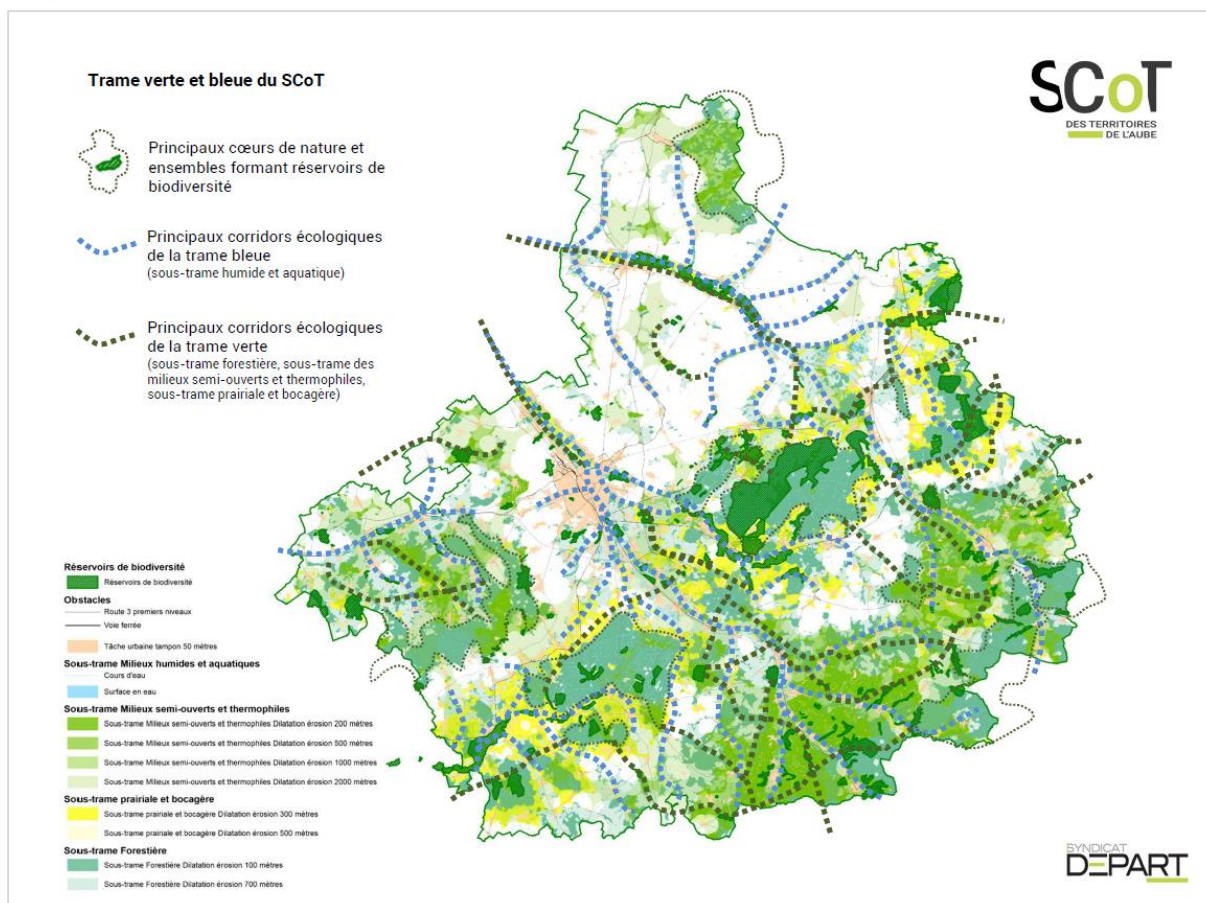 Trame verte et bleue du SCoT
Principaux cœurs de nature et
ensembles formant réservoirs de
biodiversité
Principaux corridors écologiques
de la trame bleue
(sous-trame humide et aquatique)
Principaux corridors écologiques
de la trame verte
(sous-trame forestière, sous-trame des
milieux semi-ouverts et thermophiles,
sous-trame prairiale et bocagère)
SCoT
DES TERRITOIRES
DE L'AUBE
Réservoirs de biodiversité
Réservoirs de biodiversité
Obstacles
Route 3 premiers niveaux
Voie ferrée
Tâche urbaine tampon 50 mètres
Sous-trame Milieux humides et aquatiques
Cours d'eau
Surface en eau
Sous-trame Milieux semi-ouverts et thermophiles
Sous-trame Milieux semi-ouverts et thermophiles Dilatation érosion 200 mètres
Sous-trame Milieux semi-ouverts et thermophiles Dilatation érosion 500 mètres
Sous-trame Milieux semi-ouverts et thermophiles Dilatation érosion 1000 mètres
Sous-trame Milieux semi-ouverts et thermophiles Dilatation érosion 2000 mètres
Sous-trame prairiale et bocagère
Sous-trame prairiale et bocagère Dilatation érosion 300 mètres
Sous-trame prairiale et bocagère Dilatation érosion 500 mètres
Sous-trame Forestière
Sous-trame Forestière Dilatation érosion 100 mètres
Sous-trame Forestière Dilatation érosion 700 mètres
SYNDICAT
DEPART